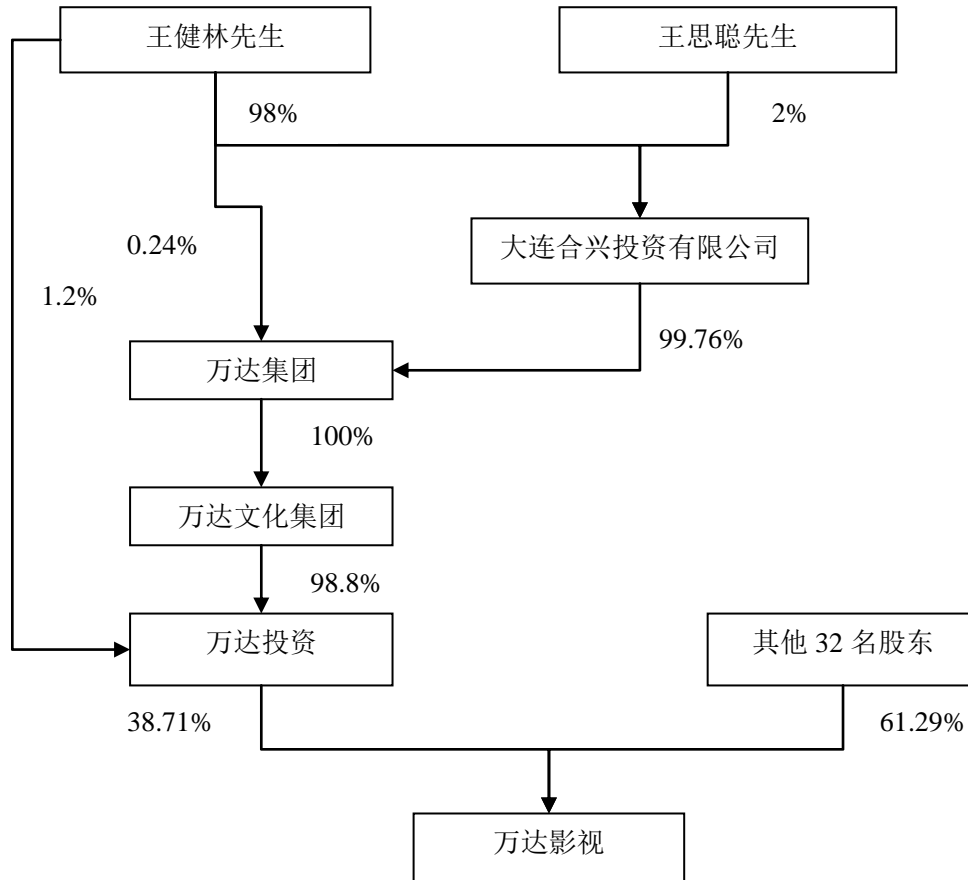 王健林先生
王思聪先生
98%
2%
0.24%
大连合兴投资有限公司
1.2%
99.76%
万达集团
100%
万达文化集团
98.8%
万达投资
其他 32 名股东
38.71%
61.29%
万达影视